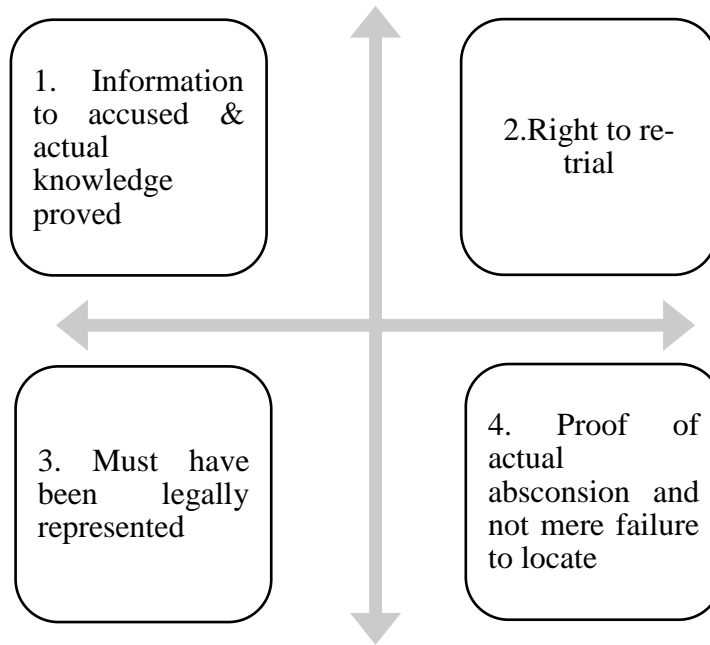 1. Information
to accused &
actual
knowledge
proved
2.Right to re-
trial
3. Must have
been legally
represented
4. Proof of
actual
absconsion and
not mere failure
to locate